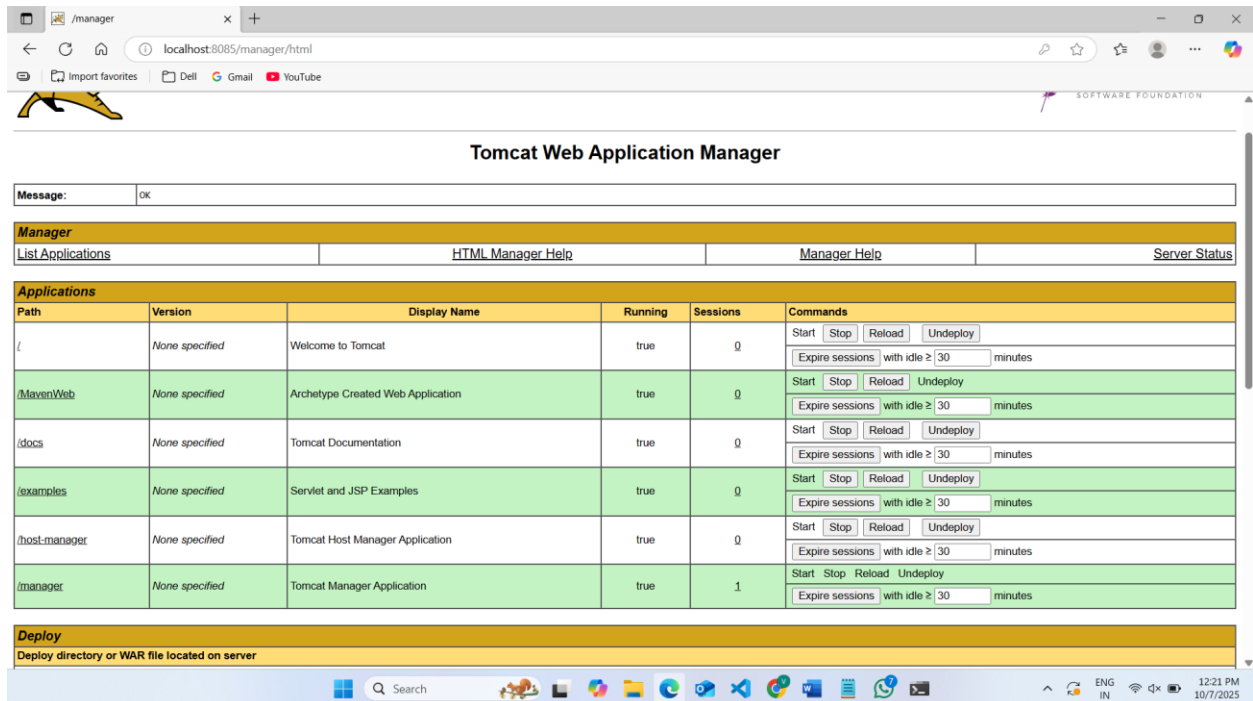 /manager
localhost:8085/manager/html
Import favorites Dell Gmail YouTube
SOFTWARE FOUNDATION
Tomcat Web Application Manager
Message: OK
Manager
List Applications HTML Manager Help Manager Help Server Status
Applications
Path Version Display Name Running Sessions Commands
/ None specified Welcome to Tomcat true 0 Start Stop Reload Undeploy
Expire sessions with idle ≥ 30 minutes
/MavenWeb None specified Archetype Created Web Application true 0 Start Stop Reload Undeploy
Expire sessions with idle ≥ 30 minutes
/docs None specified Tomcat Documentation true 0 Start Stop Reload Undeploy
Expire sessions with idle ≥ 30 minutes
/examples None specified Servlet and JSP Examples true 0 Start Stop Reload Undeploy
Expire sessions with idle ≥ 30 minutes
/host-manager None specified Tomcat Host Manager Application true 0 Start Stop Reload Undeploy
Expire sessions with idle ≥ 30 minutes
/manager None specified Tomcat Manager Application true 1 Start Stop Reload Undeploy
Expire sessions with idle ≥ 30 minutes
Deploy
Deploy directory or WAR file located on server
Search ENG 12:21 PM
IN 10/7/2025